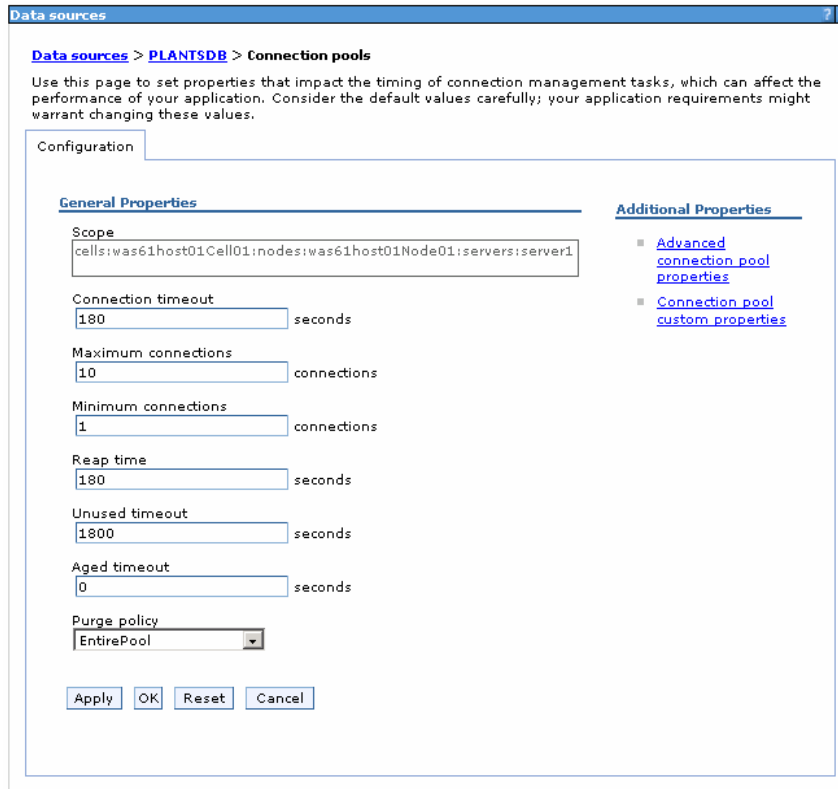 Data sources
?
Data sources > PLANTSDB > Connection pools
Use this page to set properties that impact the timing of connection management tasks, which can affect the
performance of your application. Consider the default values carefully; your application requirements might
warrant changing these values.
Configuration
General Properties
Scope
cells:was61host01Cell01:nodes:was61host01Node01:servers:server1
Connection timeout
180 seconds
Maximum connections
10 connections
Minimum connections
1 connections
Reap time
180 seconds
Unused timeout
1800 seconds
Aged timeout
0 seconds
Purge policy
EntirePool
Apply OK Reset Cancel
Additional Properties
Advanced
connection pool
properties
Connection pool
custom properties